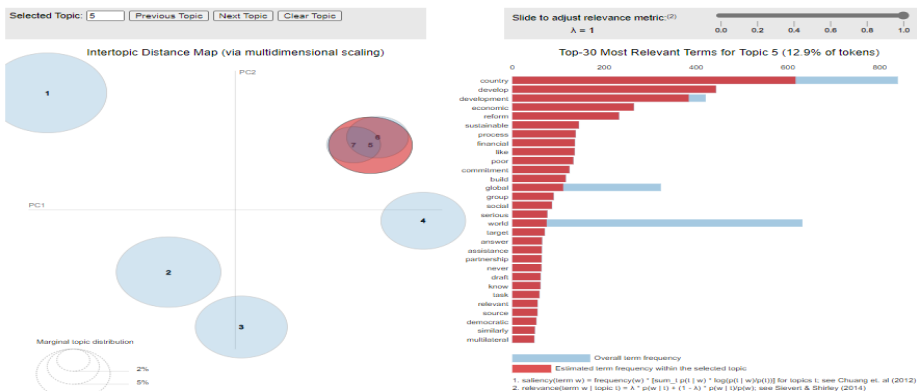 Selected Topic: 5 Previous Topic Next Topic Clear Topic
Slide to adjust relevance metric:(2)
λ = 1
0.0 0.2 0.4 0.6 0.8 1.0
Intertopic Distance Map (via multidimensional scaling)
PC2
PC1
1
2
3
4
5
6
7
Marginal topic distribution
2%
5%
Top-30 Most Relevant Terms for Topic 5 (12.9% of tokens)
0 200 400 600 800
country
develop
development
economic
reform
sustainable
process
financial
like
poor
commitment
build
global
group
social
serious
world
target
answer
assistance
partnership
never
draft
know
task
relevant
source
democratic
similarly
multilateral
Overall term frequency
Estimated term frequency within the selected topic
1. saliency(term w) = frequency(w) * [sum_t p(t | w) * log(p(t | w)/p(t))] for topics t; see Chuang et. al (2012)
2. relevance(term w | topic t) = λ * p(w | t) + (1 - λ) * p(w | t)/p(w); see Sievert & Shirley (2014)